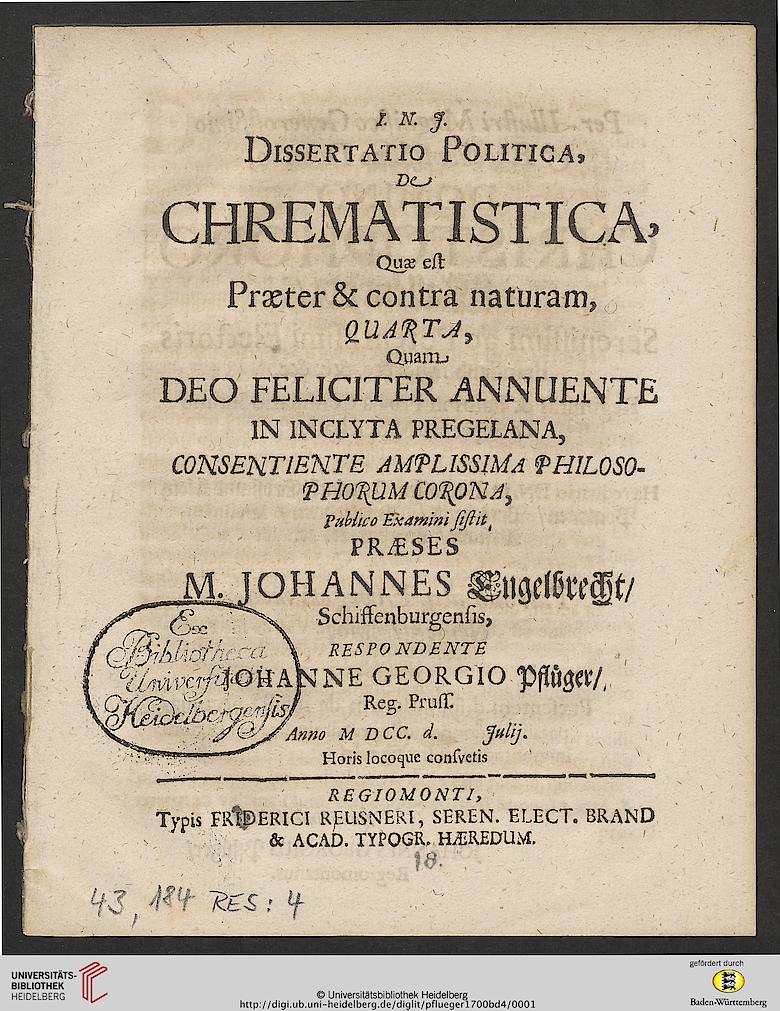 I. N. J.
DISSERTATIO POLITICA,
De
CHREMATISTICA,
Quæ eſt
Præter & contra naturam,
QUARTA,
Quam
DEO FELICITER ANNUENTE
IN INCLYTA PREGELANA,
CONSENTIENTE AMPLISSIMA PHILOSO-
PHORUM CORONA,
Publico Examini ſiſtit,
PRÆSES
M. JOHANNES Engelbrecht/
Schiffenburgenſis,
RESPONDENTE
JOHANNE GEORGIO Pflüger/
Reg. Pruſſ.
Anno M DCC. d. Julij.
Horis locoque conſvetis
REGIOMONTI,
Typis FRIDERICI REUSNERI, SEREN. ELECT. BRAND
& ACAD. TYPOGR. HÆREDUM.
18.
43, 184 RES: 4
Ex
Bibliotheca
Universit
Heidelbergensis
UNIVERSITÄTS-
BIBLIOTHEK
HEIDELBERG
© Universitätsbibliothek Heidelberg
http://digi.ub.uni-heidelberg.de/diglit/pflueger1700bd4/0001
gefördert durch
Baden-Württemberg